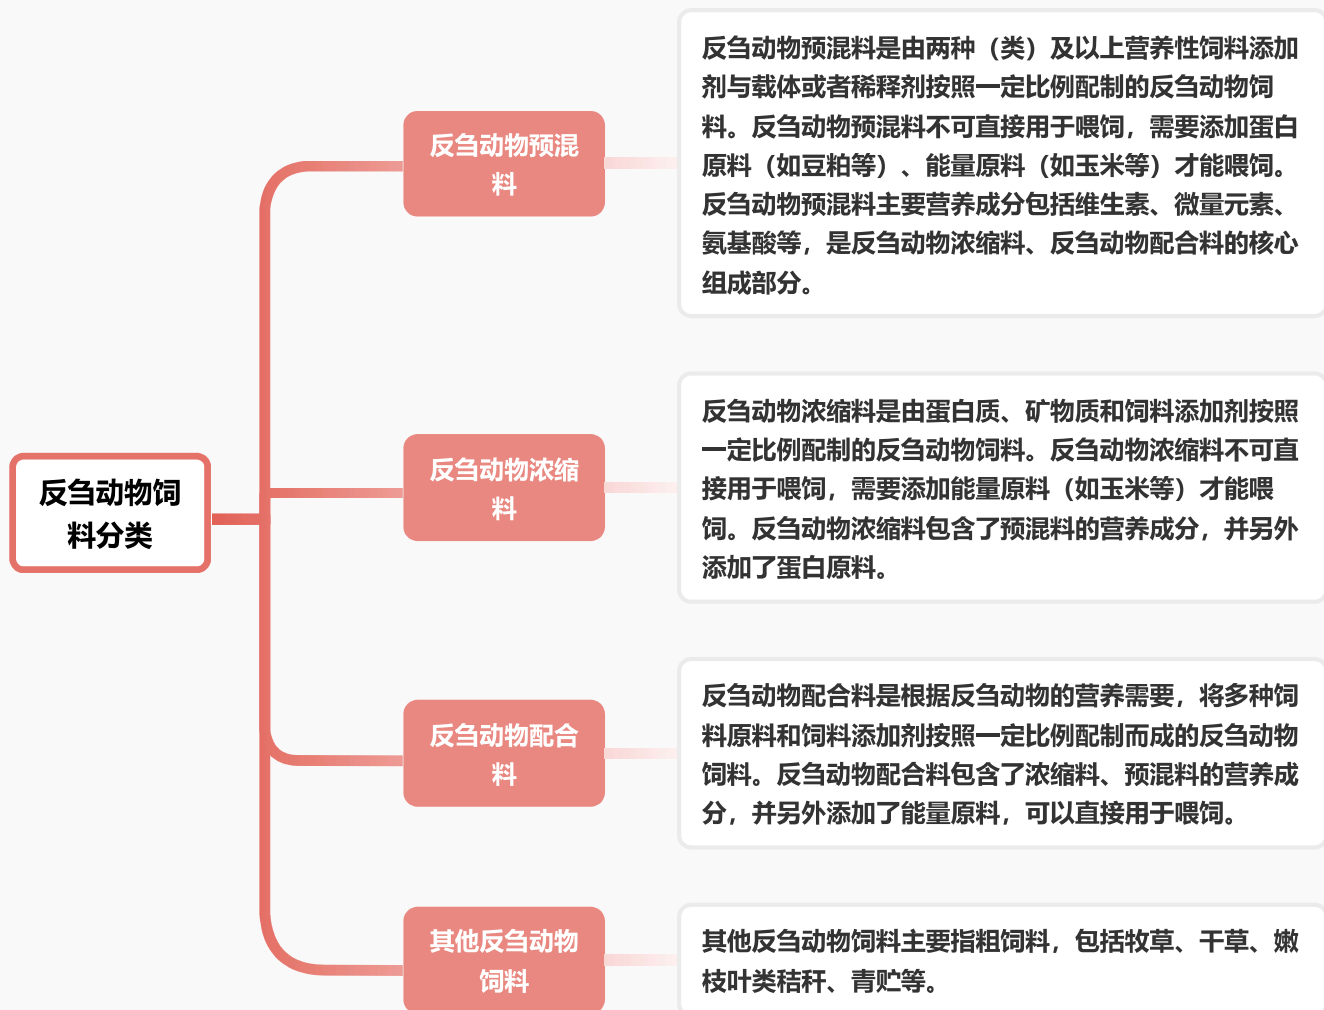 反刍动物饲
料分类
反刍动物预混
料
反刍动物预混料是由两种（类）及以上营养性饲料添加
剂与载体或者稀释剂按照一定比例配制的反刍动物饲
料。反刍动物预混料不可直接用于喂饲，需要添加蛋白
原料（如豆粕等）、能量原料（如玉米等）才能喂饲。
反刍动物预混料主要营养成分包括维生素、微量元素、
氨基酸等，是反刍动物浓缩料、反刍动物配合料的核心
组成部分。
反刍动物浓缩
料
反刍动物浓缩料是由蛋白质、矿物质和饲料添加剂按照
一定比例配制的反刍动物饲料。反刍动物浓缩料不可直
接用于喂饲，需要添加能量原料（如玉米等）才能喂
饲。反刍动物浓缩料包含了预混料的营养成分，并另外
添加了蛋白原料。
反刍动物配合
料
反刍动物配合料是根据反刍动物的营养需要，将多种饲
料原料和饲料添加剂按照一定比例配制而成的反刍动物
饲料。反刍动物配合料包含了浓缩料、预混料的营养成
分，并另外添加了能量原料，可以直接用于喂饲。
其他反刍动物
饲料
其他反刍动物饲料主要指粗饲料，包括牧草、干草、嫩
枝叶类秸秆、青贮等。